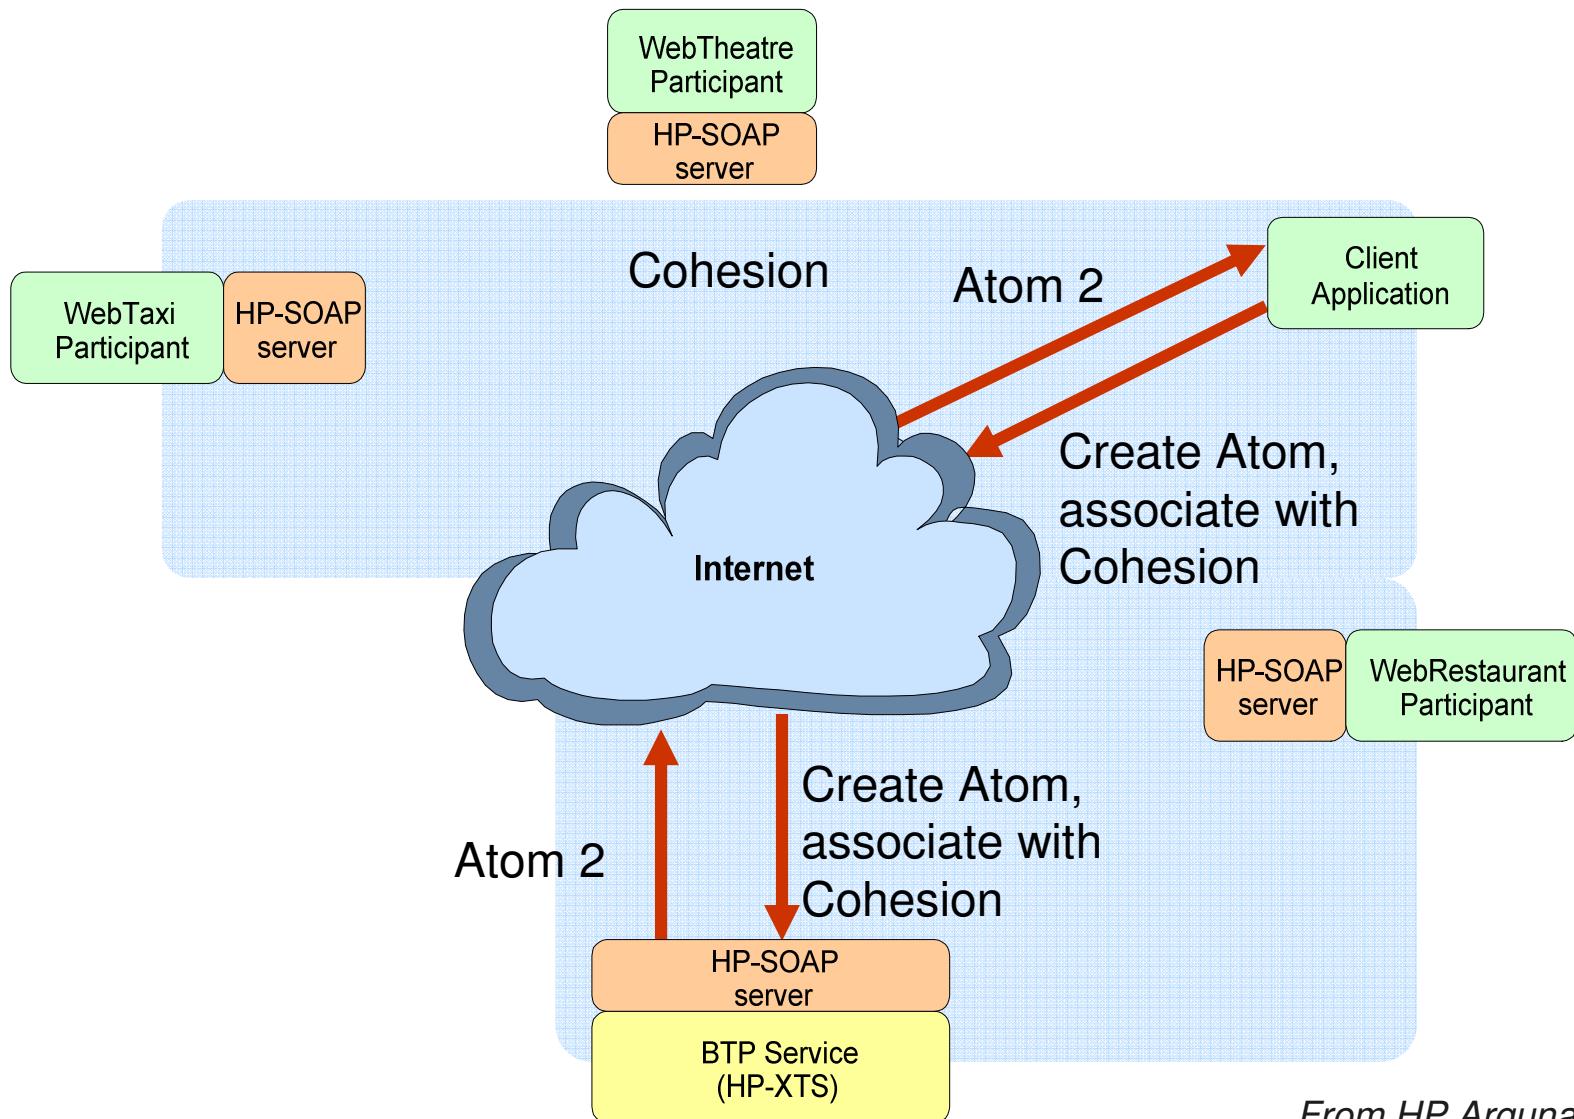 WebTheatre
Participant
HP-SOAP
server
Cohesion
Atom 2
Client
Application
WebTaxi
Participant
HP-SOAP
server
Create Atom,
associate with
Cohesion
Internet
HP-SOAP
server
WebRestaurant
Participant
Create Atom,
associate with
Cohesion
Atom 2
HP-SOAP
server
BTP Service
(HP-XTS)
From HP Arguna